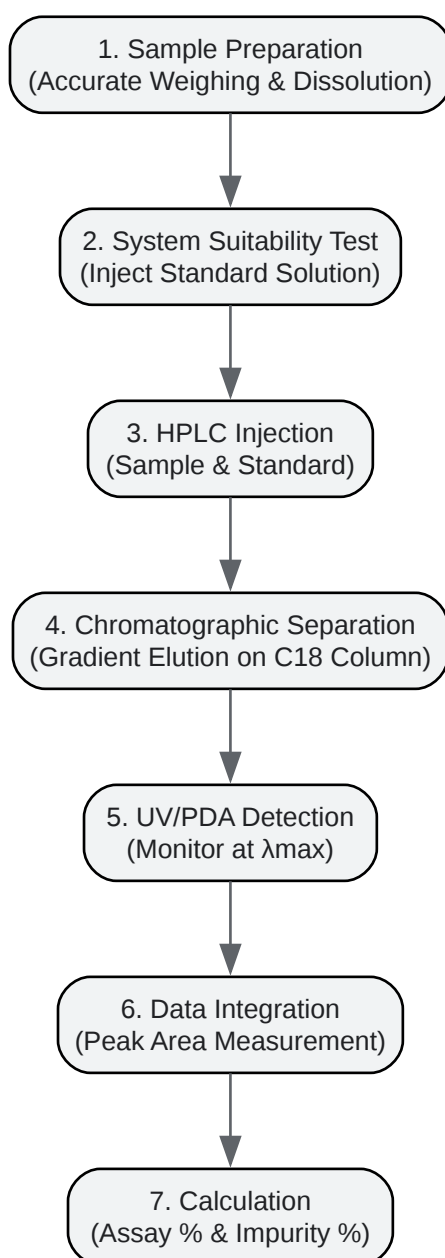 1. Sample Preparation
(Accurate Weighing & Dissolution)
2. System Suitability Test
(Inject Standard Solution)
3. HPLC Injection
(Sample & Standard)
4. Chromatographic Separation
(Gradient Elution on C18 Column)
5. UV/PDA Detection
(Monitor at λmax)
6. Data Integration
(Peak Area Measurement)
7. Calculation
(Assay % & Impurity %)